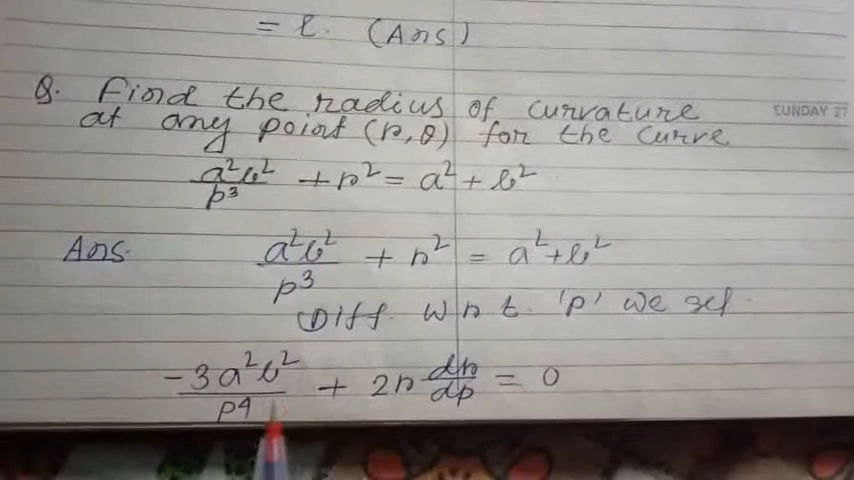 = b. (Ans)
Q. Find the radius of curvature
SUNDAY 27
at any point (r, θ) for the curve
a²b²/p³ + r² = a² + b²
Ans. a²b²/p³ + r² = a² + b²
Diff. w r t. 'p' we get.
-3a²b²/p⁴ + 2r dr/dp = 0